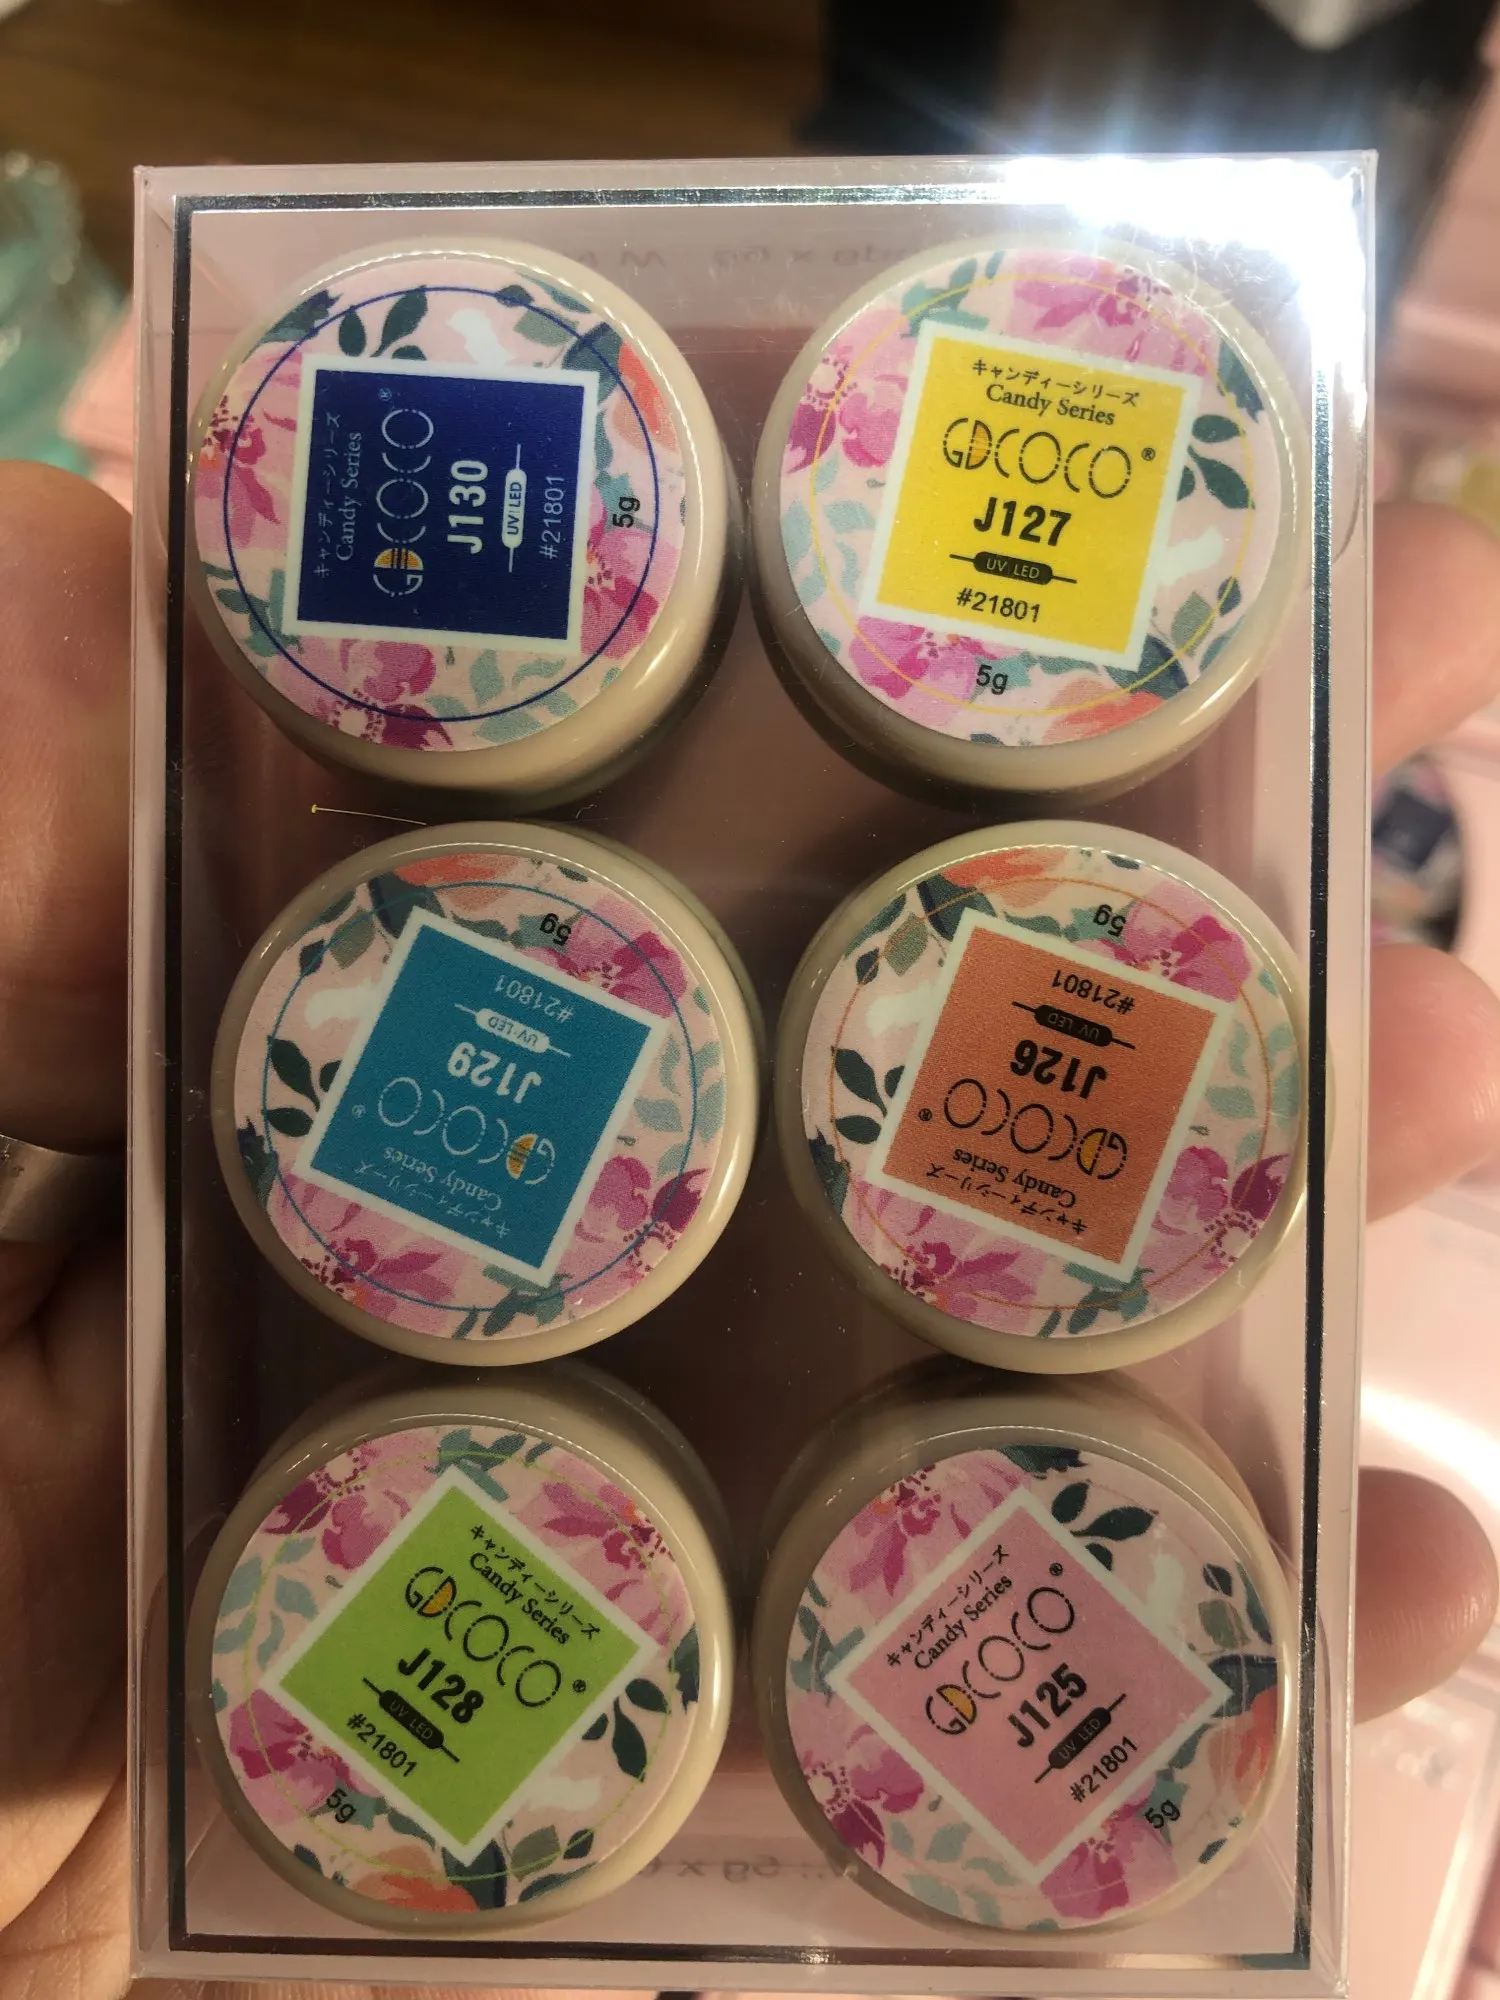 キャンディーシリーズ
Candy Series
GDCOCO®
J130
UV LED
#21801
5g
キャンディーシリーズ
Candy Series
GDCOCO®
J127
UV LED
#21801
5g
キャンディーシリーズ
Candy Series
GDCOCO®
J129
UV LED
#21801
5g
キャンディーシリーズ
Candy Series
GDCOCO®
J126
UV LED
#21801
5g
キャンディーシリーズ
Candy Series
GDCOCO®
J128
UV LED
#21801
5g
キャンディーシリーズ
Candy Series
GDCOCO®
J125
UV LED
#21801
5g